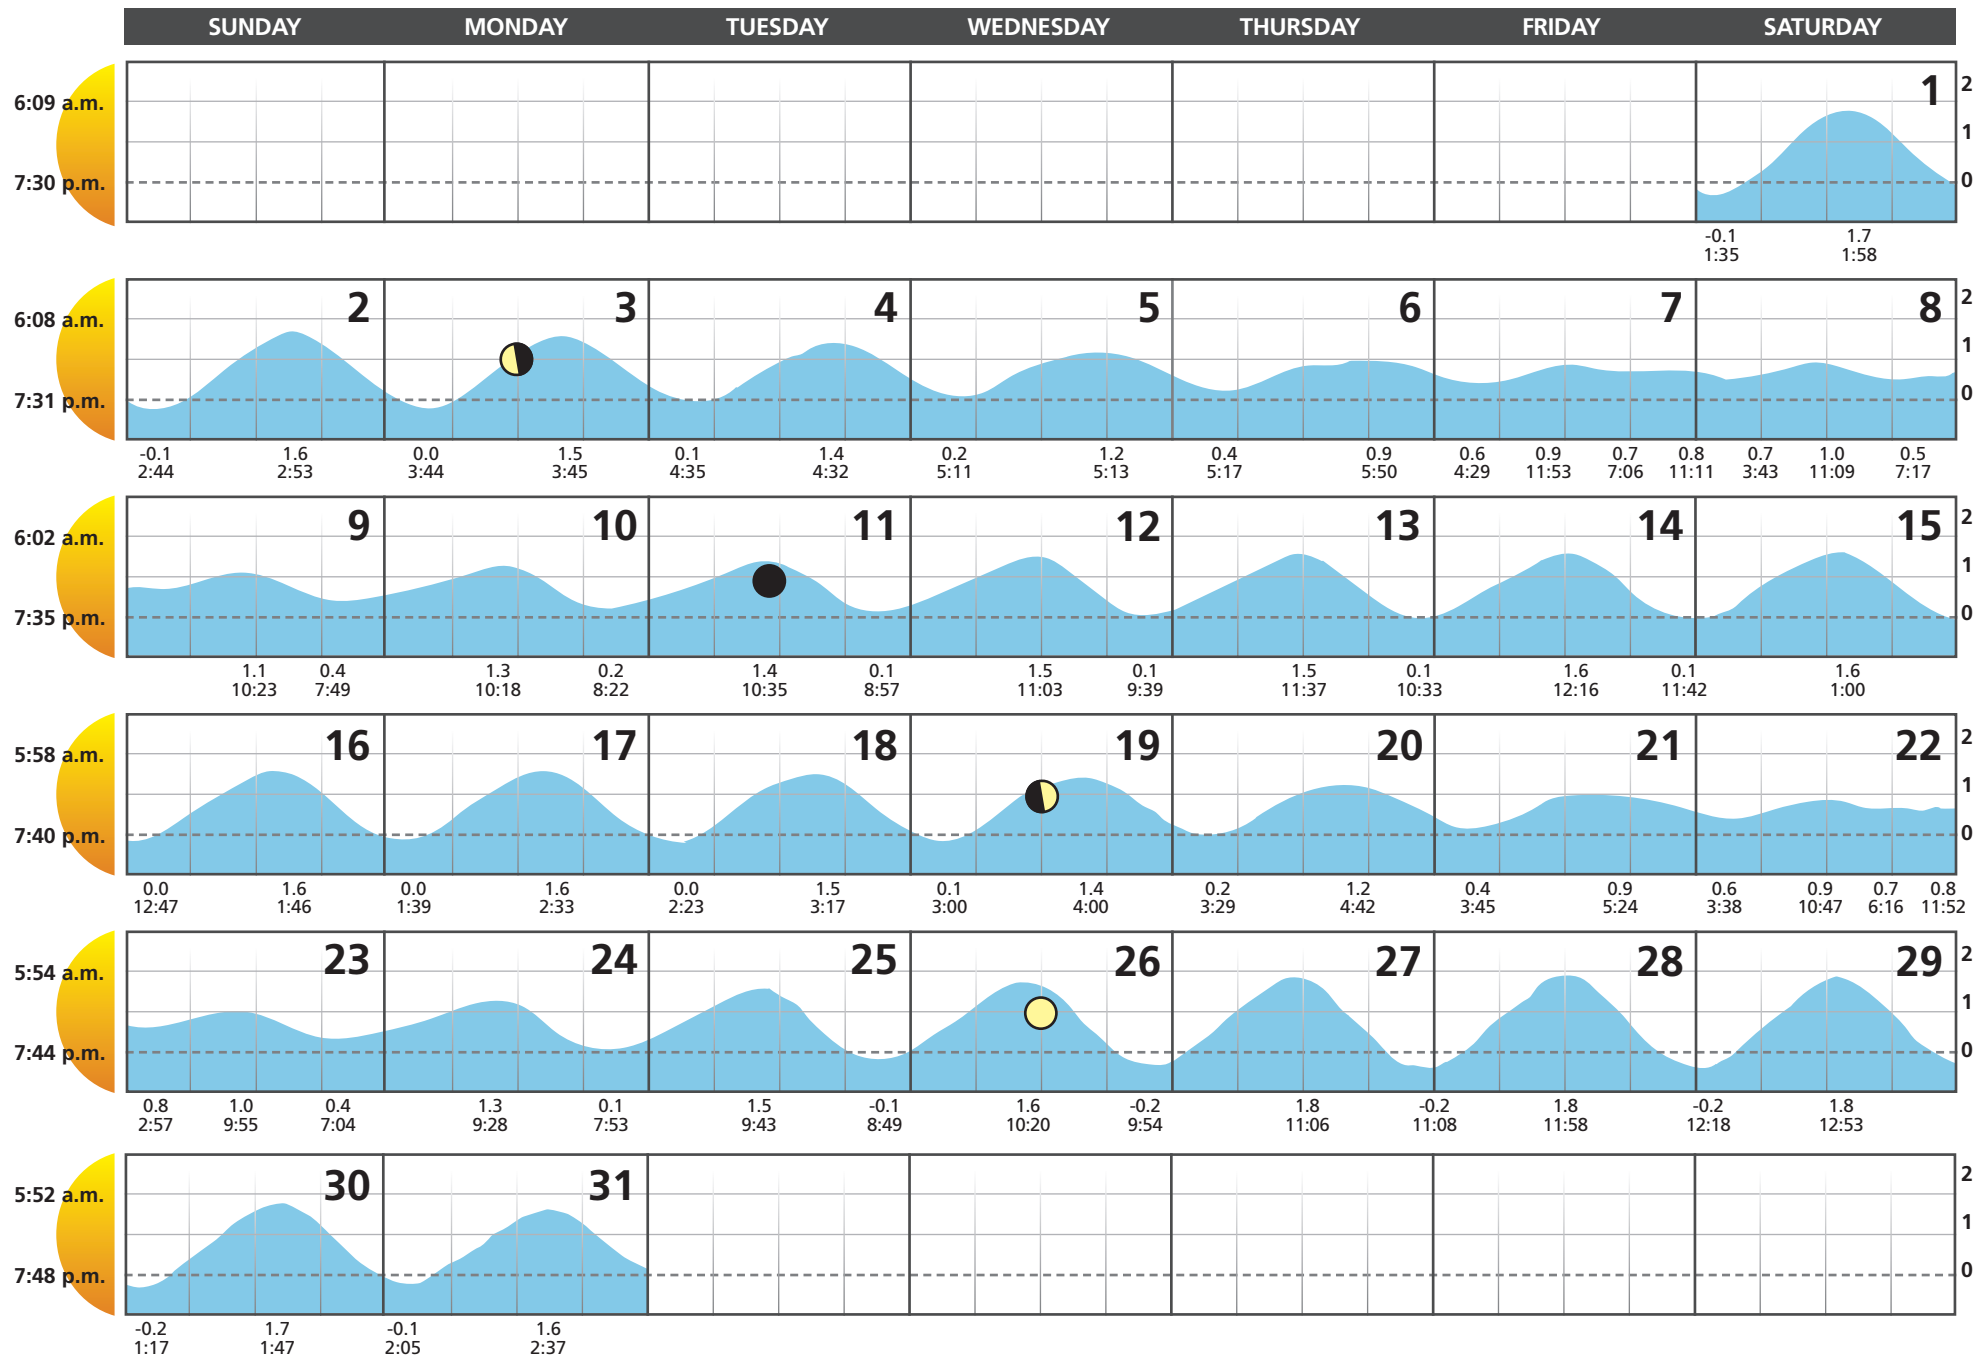 SUNDAY MONDAY TUESDAY WEDNESDAY THURSDAY FRIDAY SATURDAY
6:09 a.m. 1 2
1
7:30 p.m. 0
-0.1 1.7
1:35 1:58
6:08 a.m. 2 3 4 5 6 7 8 2
1
7:31 p.m. 0
-0.1 1.6 0.0 1.5 0.1 1.4 0.2 1.2 0.4 0.9 0.6 0.9 0.7 0.8 0.7 1.0 0.5
2:44 2:53 3:44 3:45 4:35 4:32 5:11 5:13 5:17 5:50 4:29 11:53 7:06 11:11 3:43 11:09 7:17
6:02 a.m. 9 10 11 12 13 14 15 2
1
7:35 p.m. 0
1.1 0.4 1.3 0.2 1.4 0.1 1.5 0.1 1.5 0.1 1.6 0.1 1.6
10:23 7:49 10:18 8:22 10:35 8:57 11:03 9:39 11:37 10:33 12:16 11:42 1:00
5:58 a.m. 16 17 18 19 20 21 22 2
1
7:40 p.m. 0
0.0 1.6 0.0 1.6 0.0 1.5 0.1 1.4 0.2 1.2 0.4 0.9 0.6 0.9 0.7 0.8
12:47 1:46 1:39 2:33 2:23 3:17 3:00 4:00 3:29 4:42 3:45 5:24 3:38 10:47 6:16 11:52
5:54 a.m. 23 24 25 26 27 28 29 2
1
7:44 p.m. 0
0.8 1.0 0.4 1.3 0.1 1.5 -0.1 1.6 -0.2 1.8 -0.2 1.8 -0.2 1.8
2:57 9:55 7:04 9:28 7:53 9:43 8:49 10:20 9:54 11:06 11:08 11:58 12:18 12:53
5:52 a.m. 30 31 2
1
7:48 p.m. 0
-0.2 1.7 -0.1 1.6
1:17 1:47 2:05 2:37